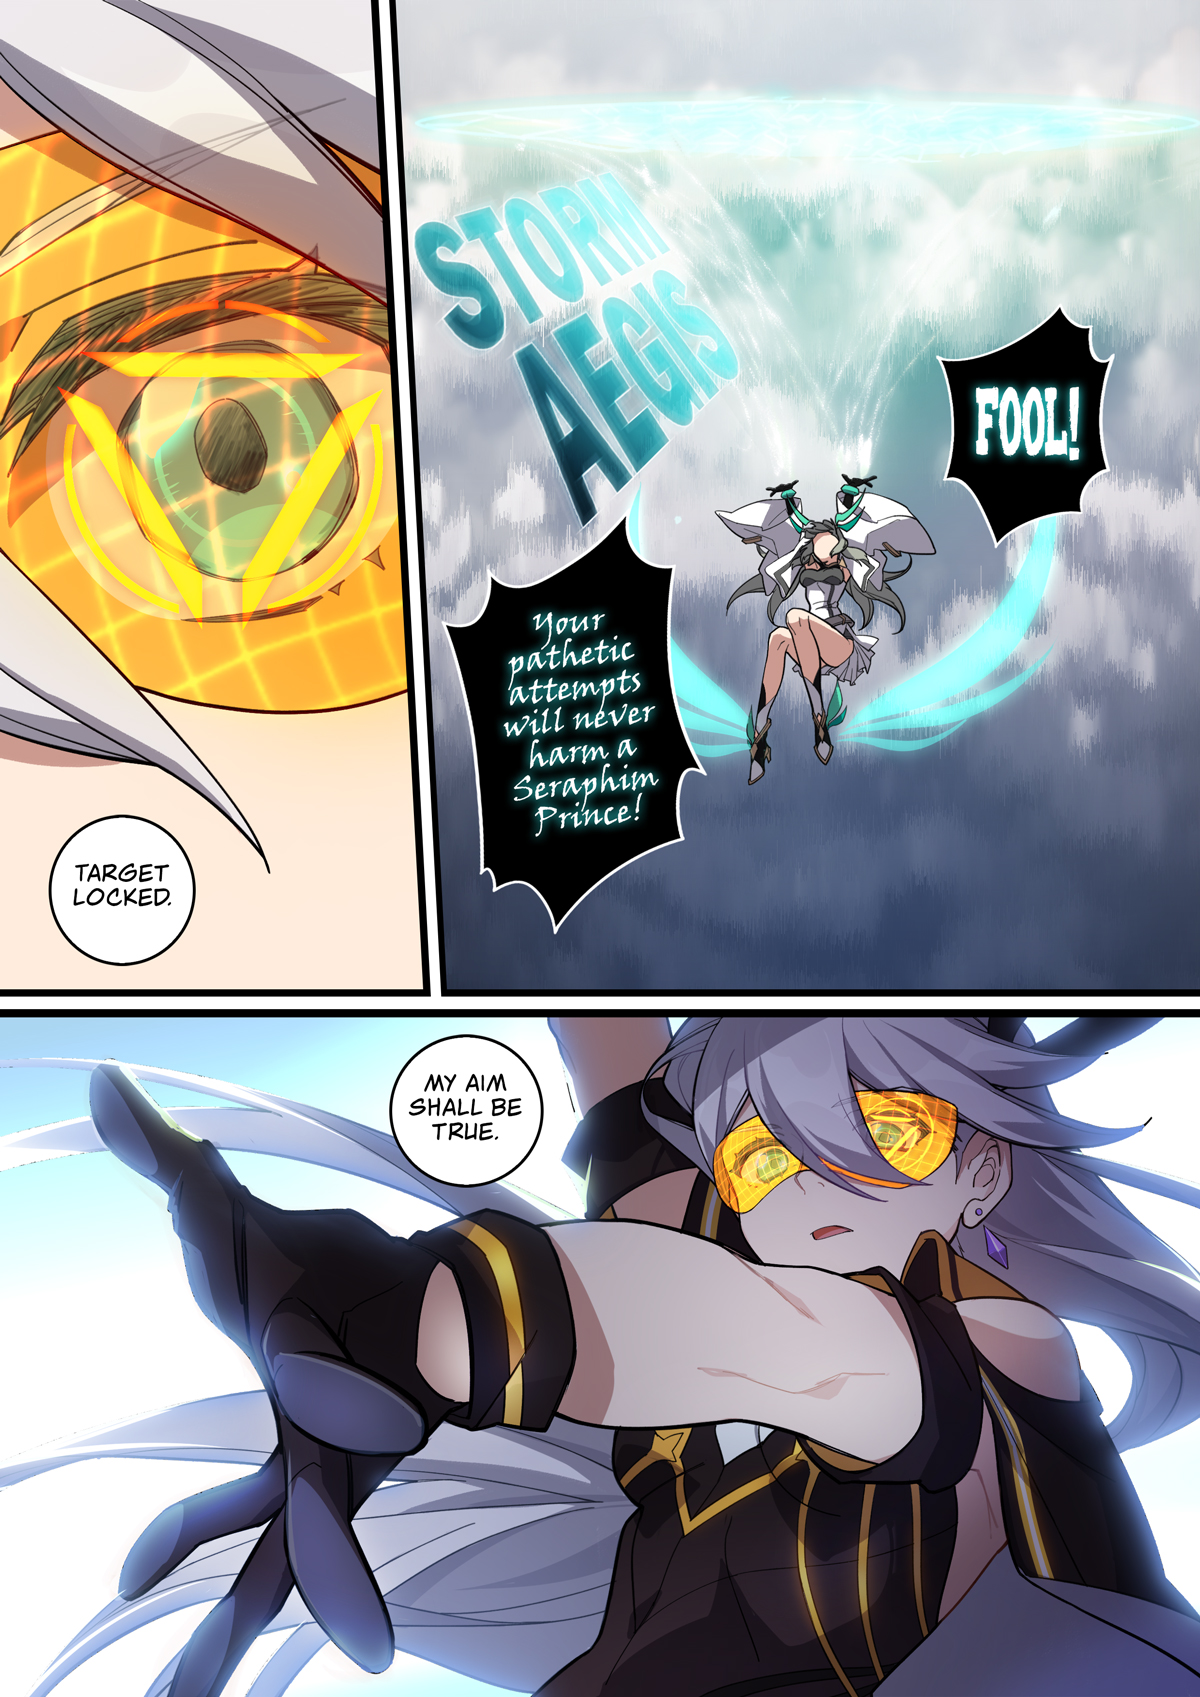 TARGET
LOCKED.
STORM
AEGIS
FOOL!
Your
pathetic
attempts
will never
harm a
Seraphim
Prince!
MY AIM
SHALL BE
TRUE.